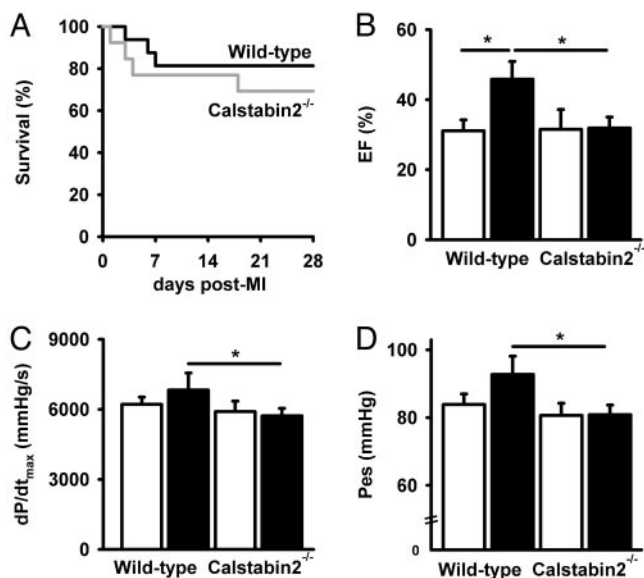 A
Survival (%)
100
80
60
40
20
0
Wild-type
Calstabin2-/-
0 7 14 21 28
days post-MI
B
EF (%)
60
40
20
0
* *
Wild-type Calstabin2-/-
C
dP/dtmax (mmHg/s)
9000
6000
3000
0
*
Wild-type Calstabin2-/-
D
Pes (mmHg)
100
80
60
0
*
Wild-type Calstabin2-/-